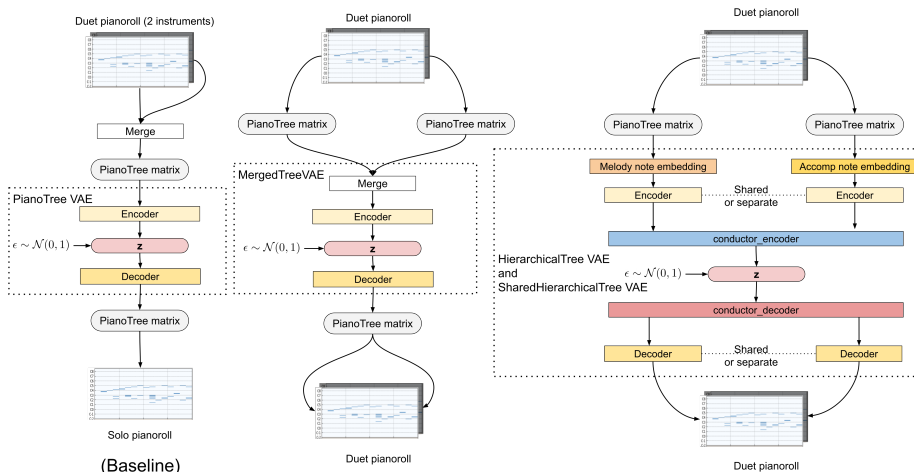 Duet pianoroll (2 instruments)
Merge
PianoTree matrix
PianoTree VAE
Encoder
ϵ ∼ 𝒩(0, 1)
z
Decoder
PianoTree matrix
Solo pianoroll
(Baseline)
Duet pianoroll
PianoTree matrix
PianoTree matrix
MergedTreeVAE
Merge
Encoder
ϵ ∼ 𝒩(0, 1)
z
Decoder
PianoTree matrix
Duet pianoroll
Duet pianoroll
PianoTree matrix
PianoTree matrix
Melody note embedding
Accomp note embedding
Encoder
Shared
or separate
Encoder
conductor_encoder
HierarchicalTree VAE
and
SharedHierarchicalTree VAE
ϵ ∼ 𝒩(0, 1)
z
conductor_decoder
Decoder
Shared
or separate
Decoder
Duet pianoroll